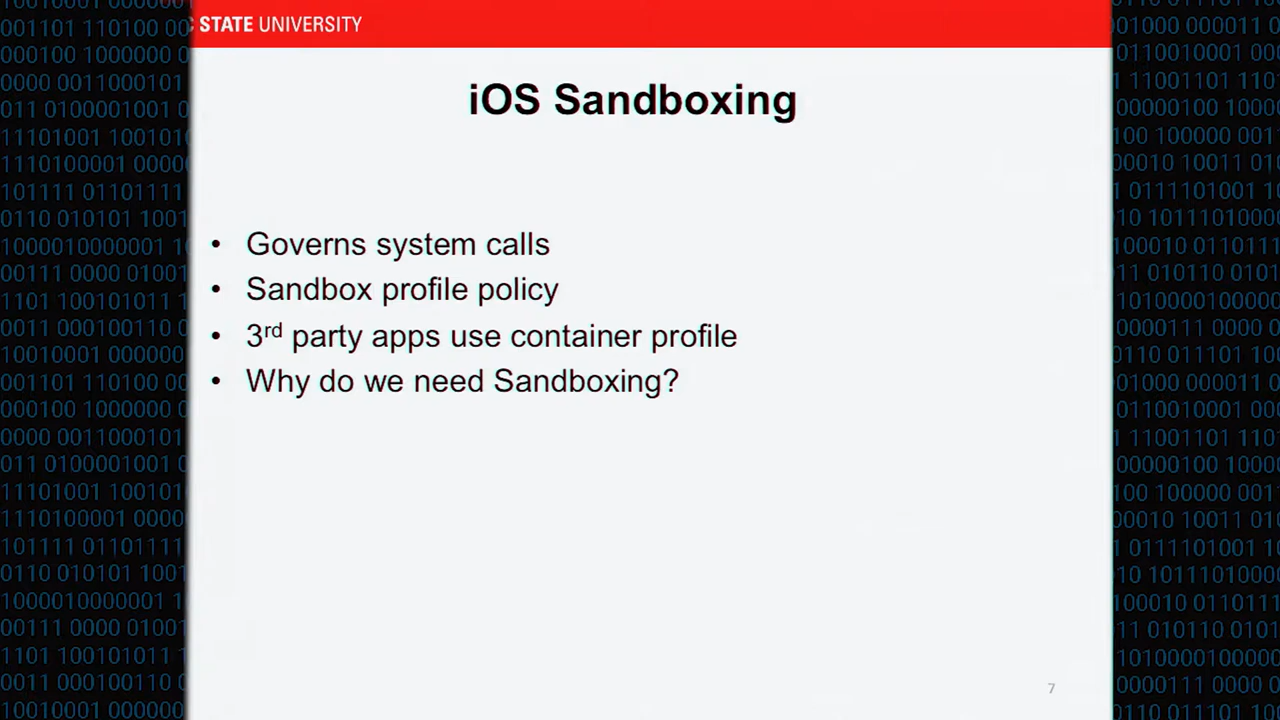 STATE UNIVERSITY
iOS Sandboxing
• Governs system calls
• Sandbox profile policy
• 3rd party apps use container profile
• Why do we need Sandboxing?
7